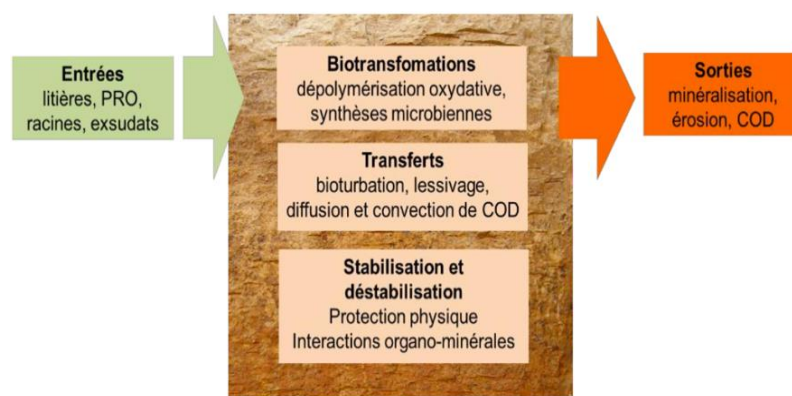 Entrées
litières, PRO,
racines, exsudats
Biotransfomations
dépolymérisation oxydative,
synthèses microbiennes
Transferts
bioturbation, lessivage,
diffusion et convection de COD
Stabilisation et
déstabilisation
Protection physique
Interactions organo-minérales
Sorties
minéralisation,
érosion, COD